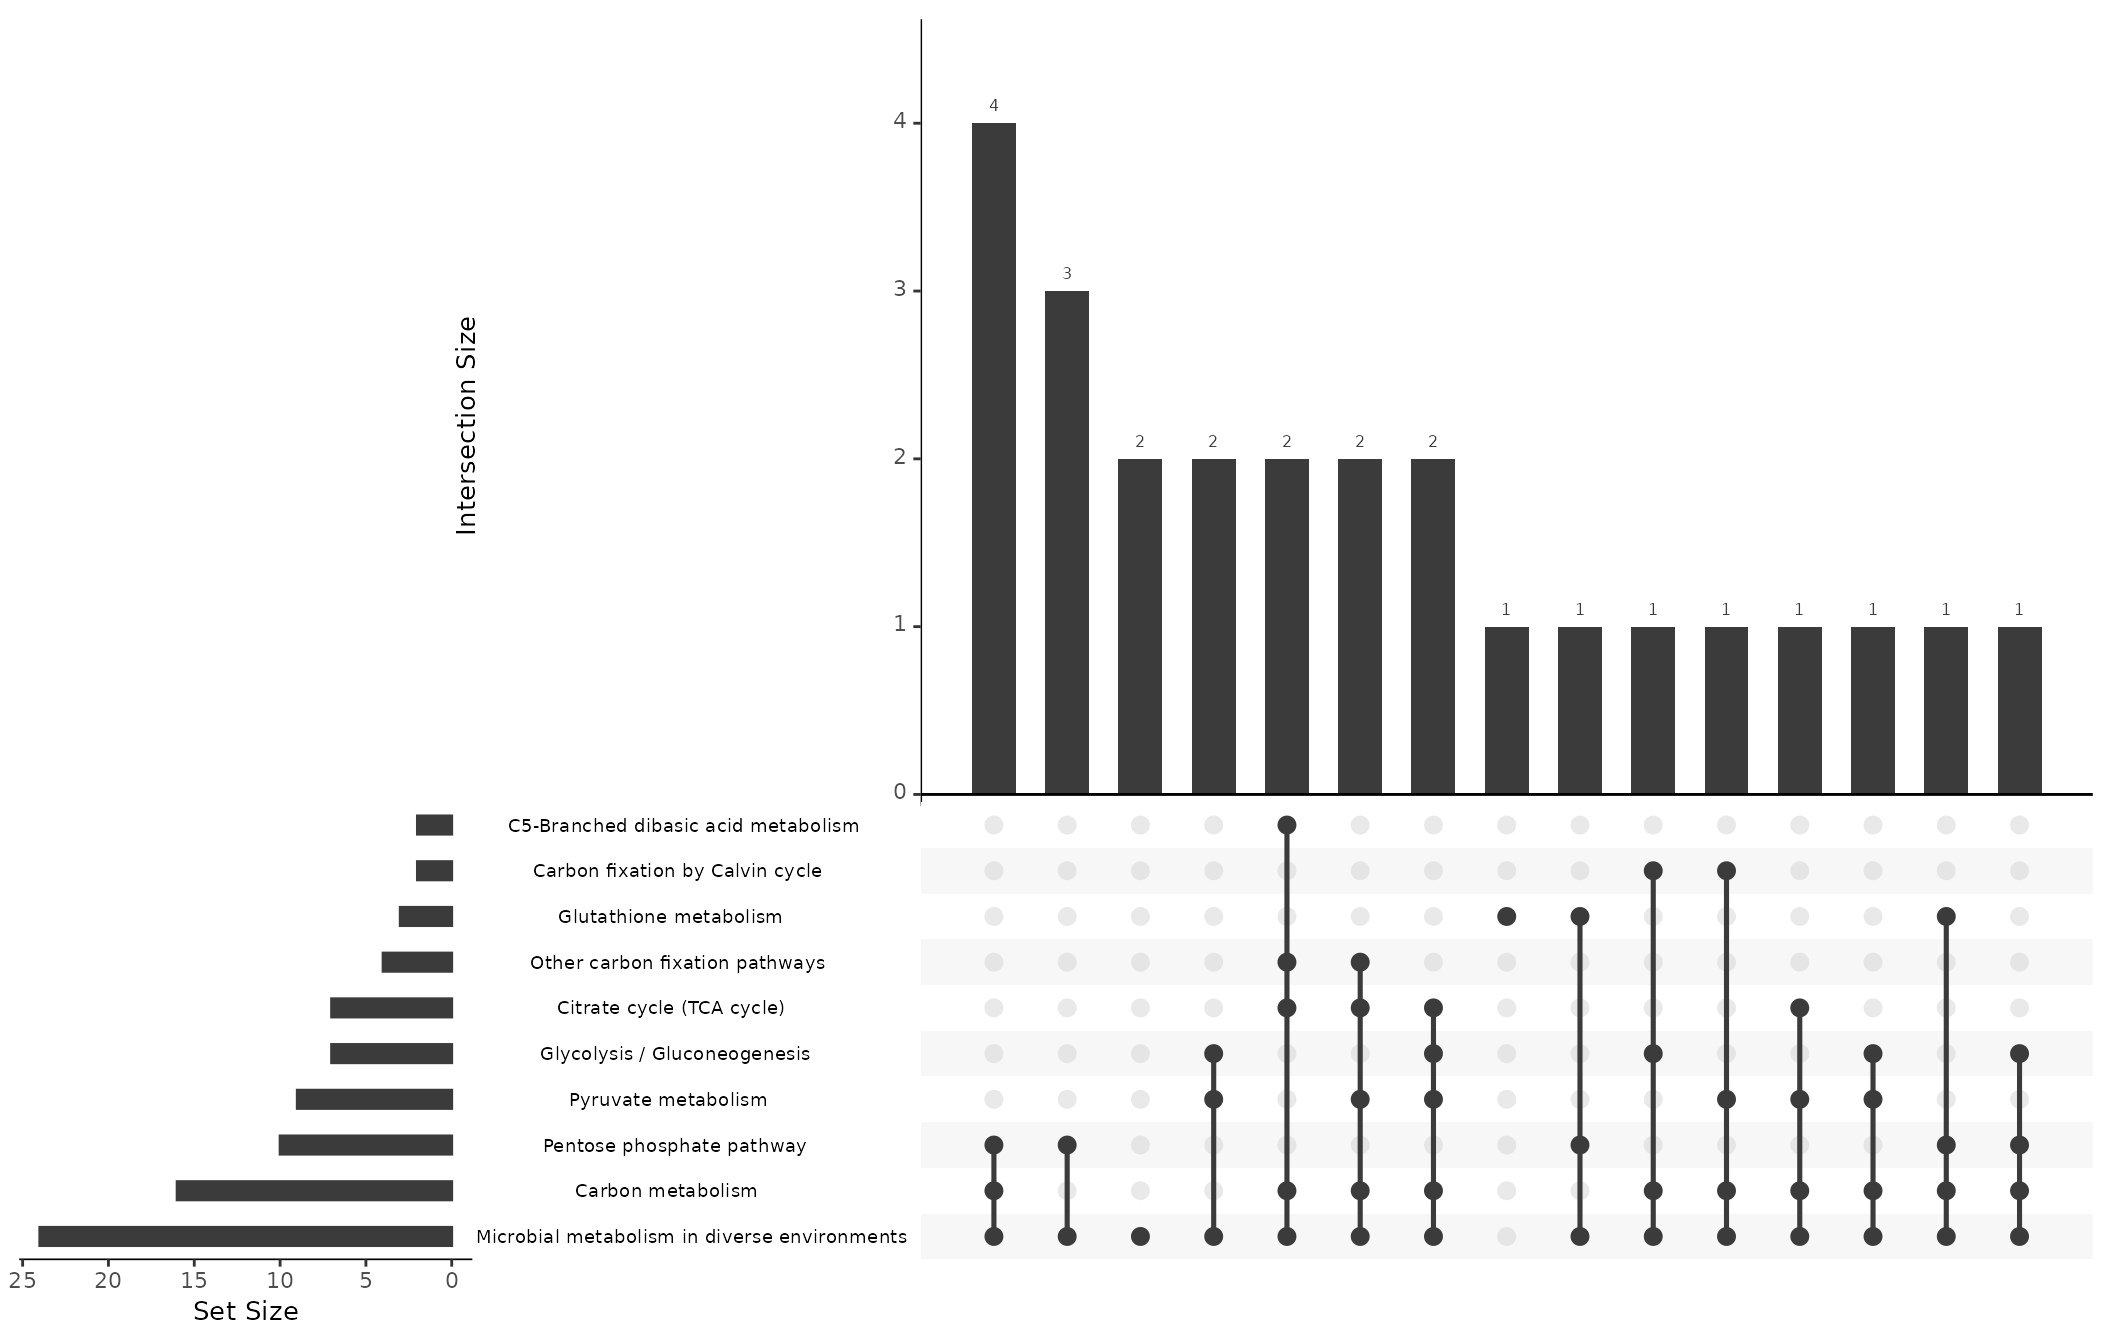 Intersection Size
4
3
2
1
0
4
3
2
2
2
2
2
1
1
1
1
1
1
1
1
C5-Branched dibasic acid metabolism
Carbon fixation by Calvin cycle
Glutathione metabolism
Other carbon fixation pathways
Citrate cycle (TCA cycle)
Glycolysis / Gluconeogenesis
Pyruvate metabolism
Pentose phosphate pathway
Carbon metabolism
Microbial metabolism in diverse environments
25 20 15 10 5 0
Set Size